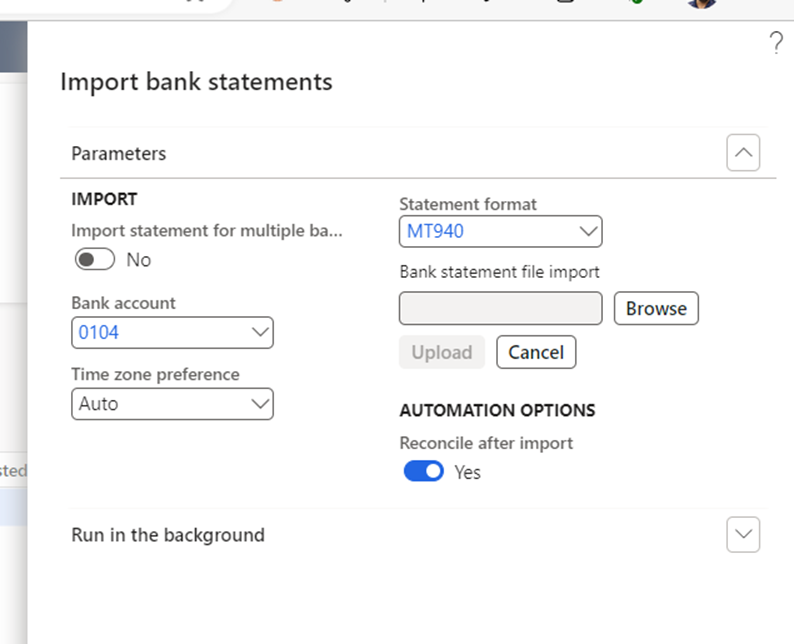 ?
Import bank statements
Parameters
IMPORT
Import statement for multiple ba...
No
Bank account
0104
Time zone preference
Auto
Statement format
MT940
Bank statement file import
Browse
Upload
Cancel
AUTOMATION OPTIONS
Reconcile after import
Yes
sted
Run in the background